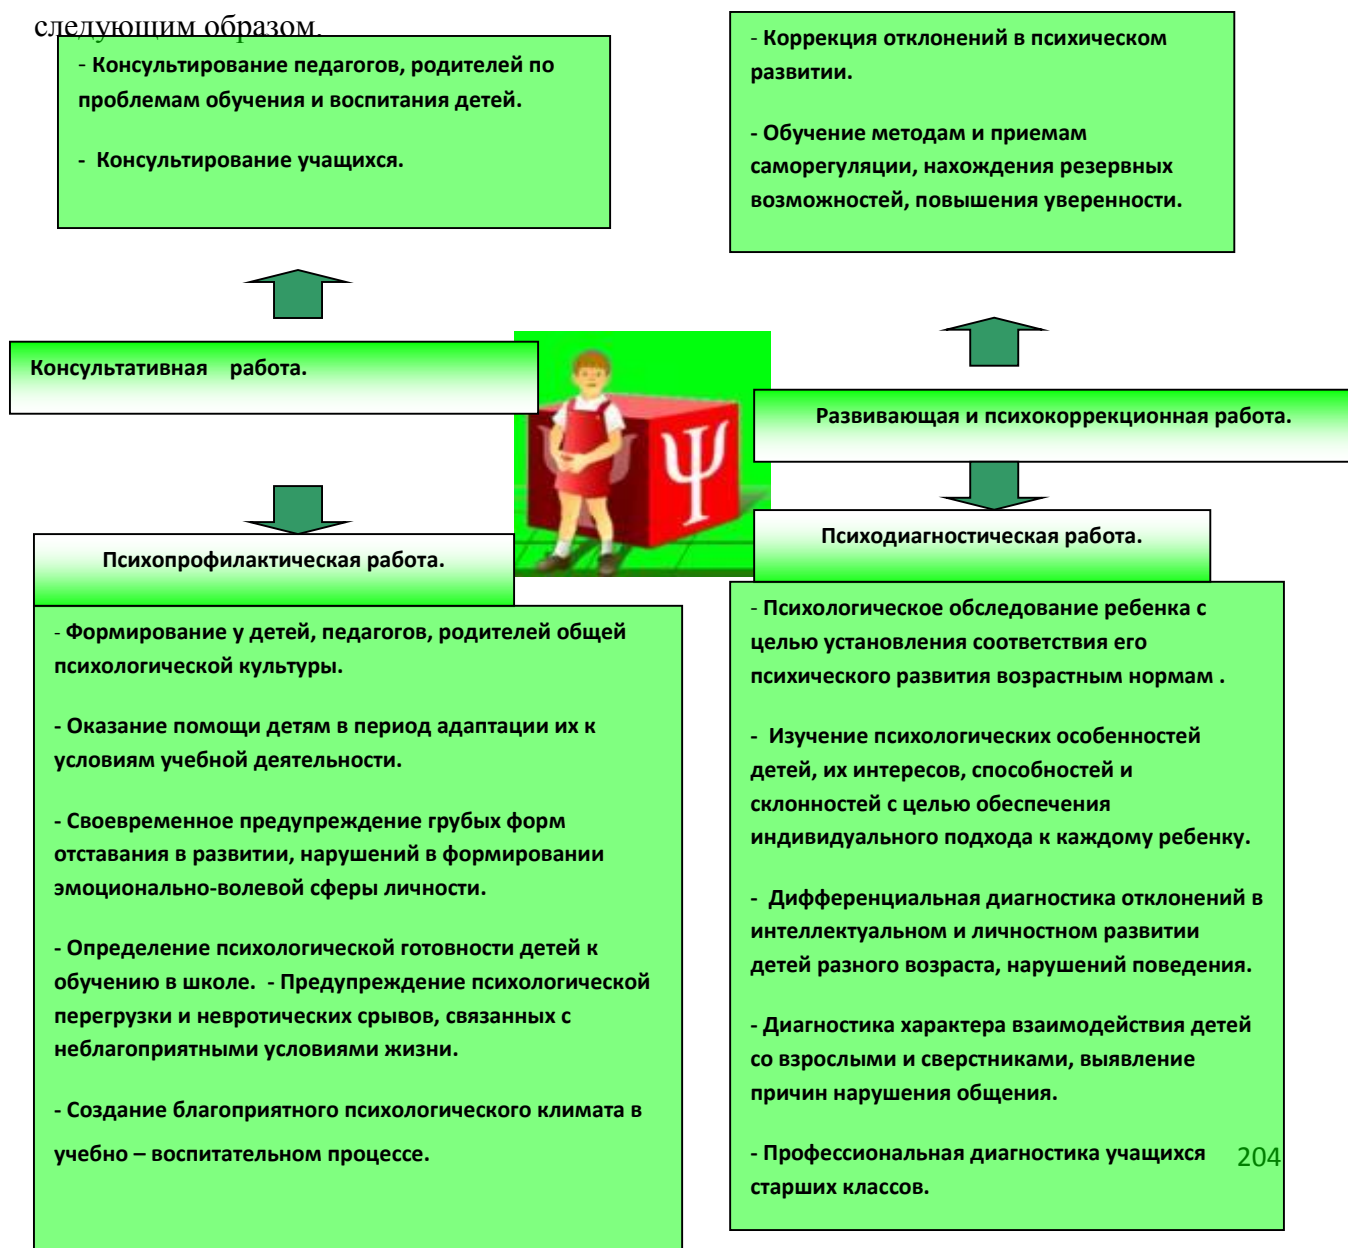 следующим образом.
- Консультирование педагогов, родителей по
проблемам обучения и воспитания детей.
- Консультирование учащихся.
- Коррекция отклонений в психическом
развитии.
- Обучение методам и приемам
саморегуляции, нахождения резервных
возможностей, повышения уверенности.
Консультативная работа.
Развивающая и психокоррекционная работа.
Ψ
Ψ
Психопрофилактическая работа.
- Формирование у детей, педагогов, родителей общей
психологической культуры.
- Оказание помощи детям в период адаптации их к
условиям учебной деятельности.
- Своевременное предупреждение грубых форм
отставания в развитии, нарушений в формировании
эмоционально-волевой сферы личности.
- Определение психологической готовности детей к
обучению в школе. - Предупреждение психологической
перегрузки и невротических срывов, связанных с
неблагоприятными условиями жизни.
- Создание благоприятного психологического климата в
учебно – воспитательном процессе.
Психодиагностическая работа.
- Психологическое обследование ребенка с
целью установления соответствия его
психического развития возрастным нормам .
- Изучение психологических особенностей
детей, их интересов, способностей и
склонностей с целью обеспечения
индивидуального подхода к каждому ребенку.
- Дифференциальная диагностика отклонений в
интеллектуальном и личностном развитии
детей разного возраста, нарушений поведения.
- Диагностика характера взаимодействия детей
со взрослыми и сверстниками, выявление
причин нарушения общения.
- Профессиональная диагностика учащихся
старших классов.
204